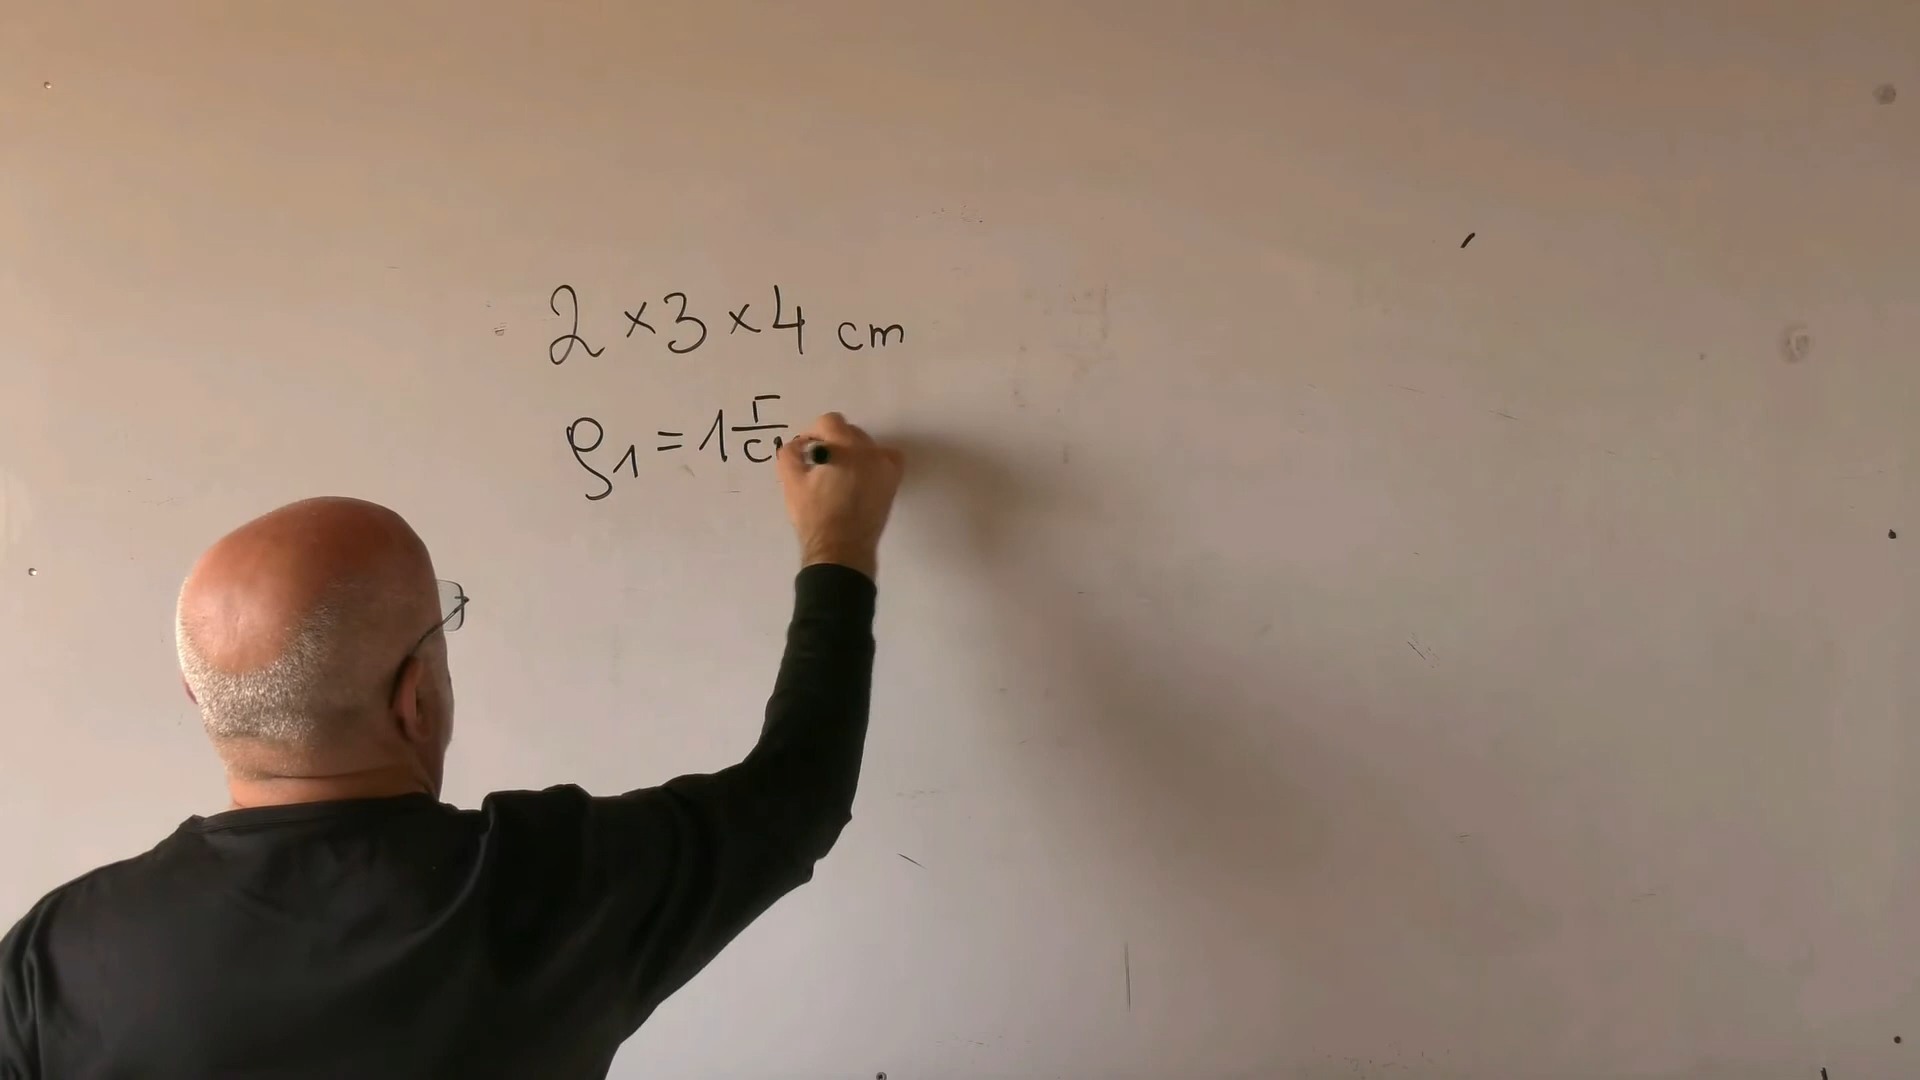 2 × 3 × 4 cm
ρ₁ = 1 г/c